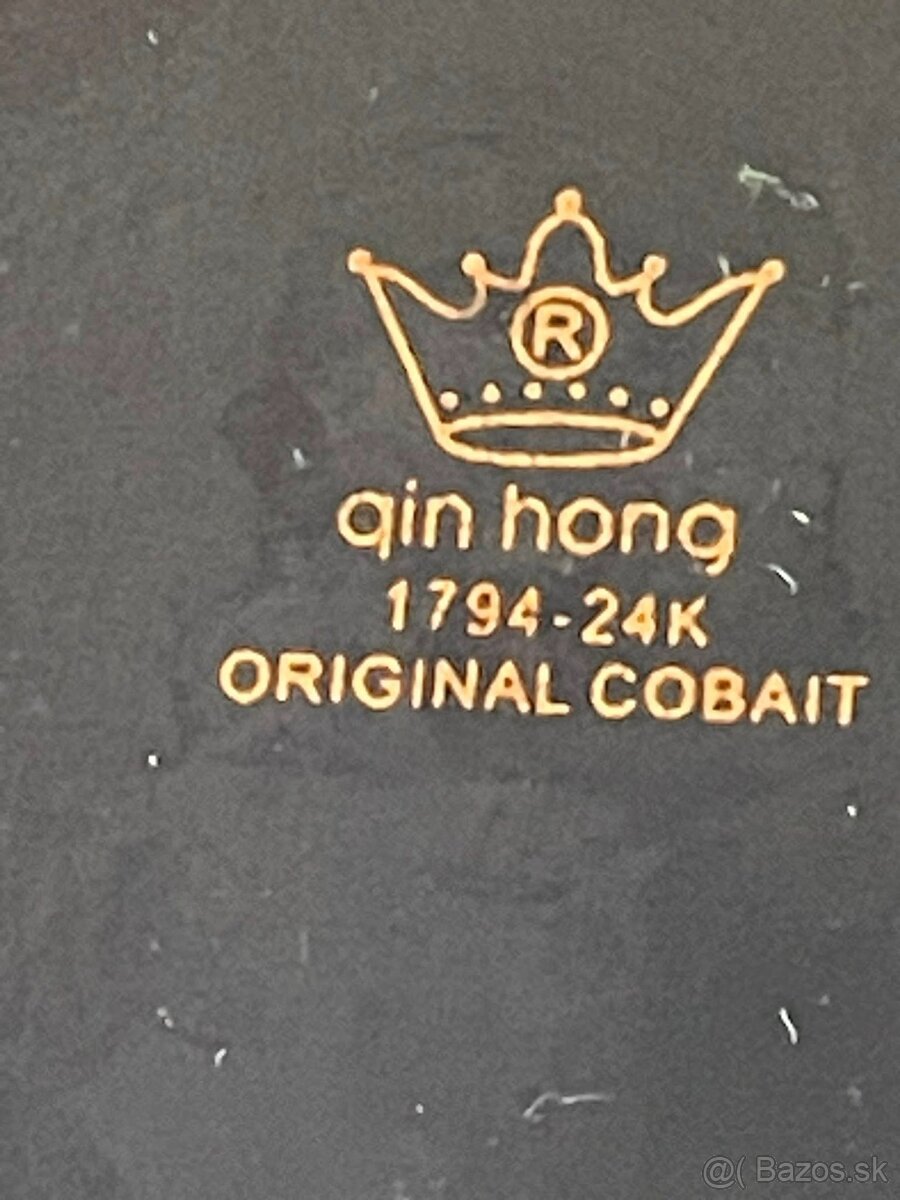 ®
qin hong
1794-24K
ORIGINAL COBAIT
@( Bazos.sk